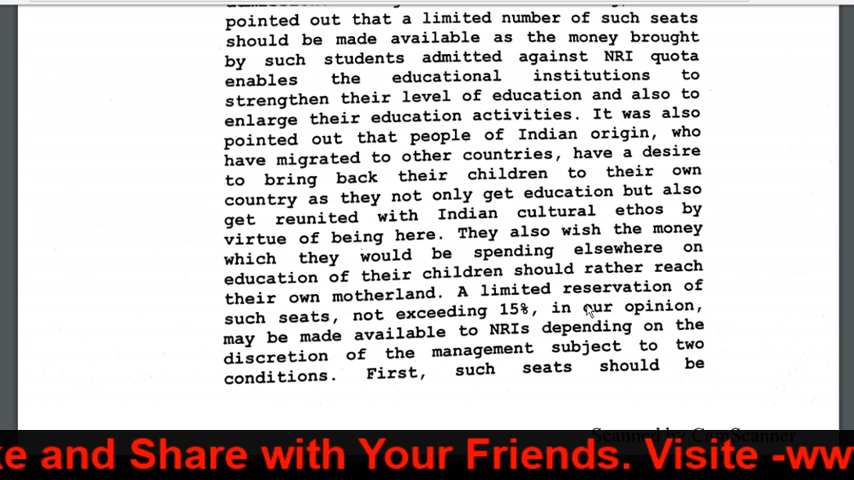 pointed out that a limited number of such seats
should be made available as the money brought
by such students admitted against NRI quota
enables the educational institutions to
strengthen their level of education and also to
enlarge their education activities. It was also
pointed out that people of Indian origin, who
have migrated to other countries, have a desire
to bring back their children to their own
country as they not only get education but also
get reunited with Indian cultural ethos by
virtue of being here. They also wish the money
which they would be spending elsewhere on
education of their children should rather reach
their own motherland. A limited reservation of
such seats, not exceeding 15%, in our opinion,
may be made available to NRIs depending on the
discretion of the management subject to two
conditions. First, such seats should be
Scanned by CamScanner
ke and Share with Your Friends. Visite -ww